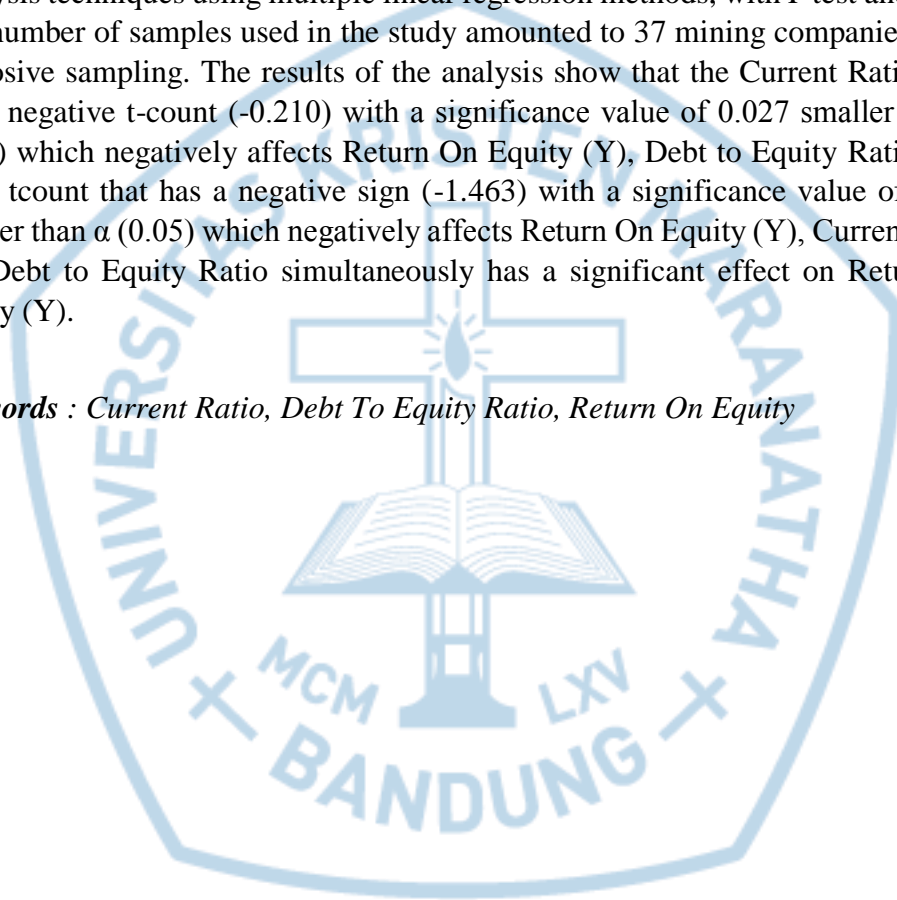 ysis techniques using multiple linear regression methods, with F test and
number of samples used in the study amounted to 37 mining companie
osive sampling. The results of the analysis show that the Current Rati
negative t-count (-0.210) with a significance value of 0.027 smaller
) which negatively affects Return On Equity (Y), Debt to Equity Rati
tcount that has a negative sign (-1.463) with a significance value of
er than α (0.05) which negatively affects Return On Equity (Y), Curren
Debt to Equity Ratio simultaneously has a significant effect on Retu
y (Y).
ords : Current Ratio, Debt To Equity Ratio, Return On Equity
UNIVERSITAS KRISTEN MARANATHA
MCM LXV
BANDUNG